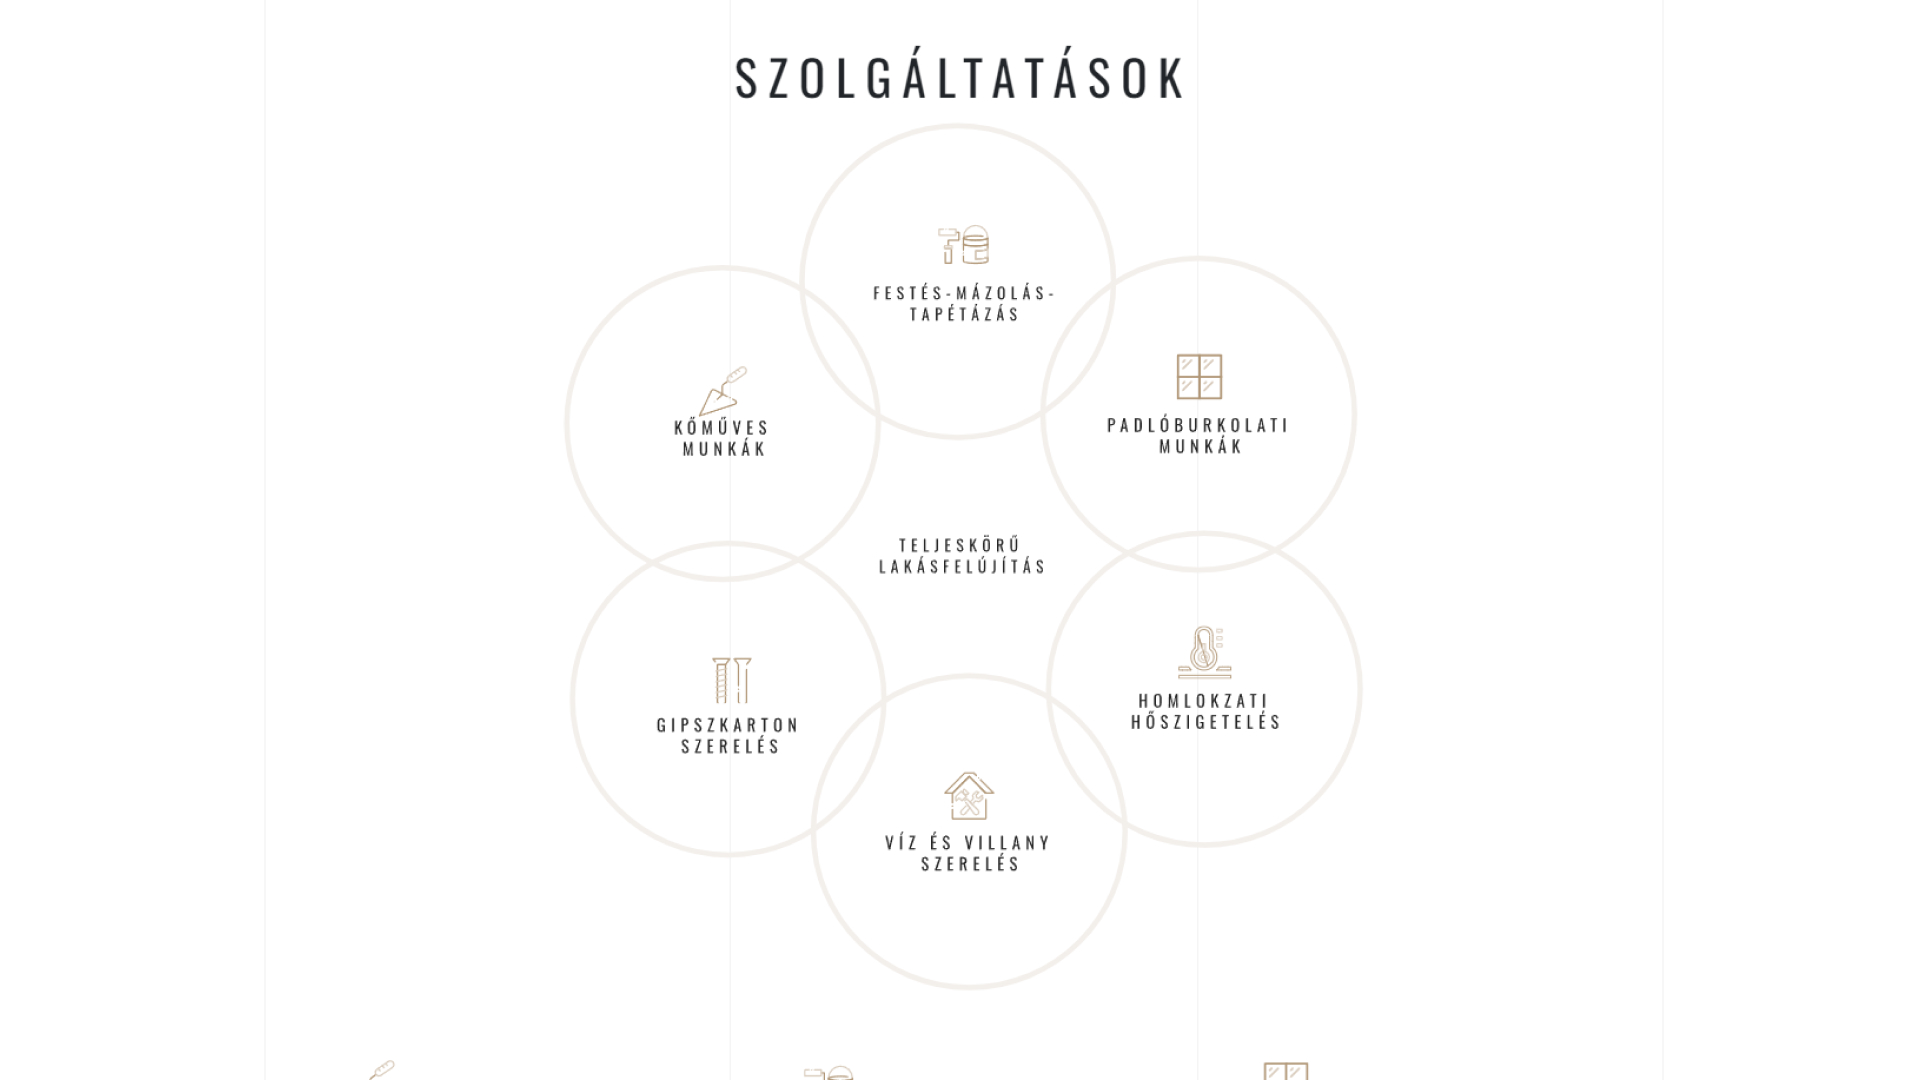 SZOLGÁLTATÁSOK
FESTÉS-MÁZOLÁS-
TAPÉTÁZÁS
KŐMŰVES
MUNKÁK
PADLÓBURKOLATI
MUNKÁK
TELJESKÖRŰ
LAKÁSFELÚJÍTÁS
GIPSZKARTON
SZERELÉS
HOMLOKZATI
HŐSZIGETELÉS
VÍZ ÉS VILLANY
SZERELÉS